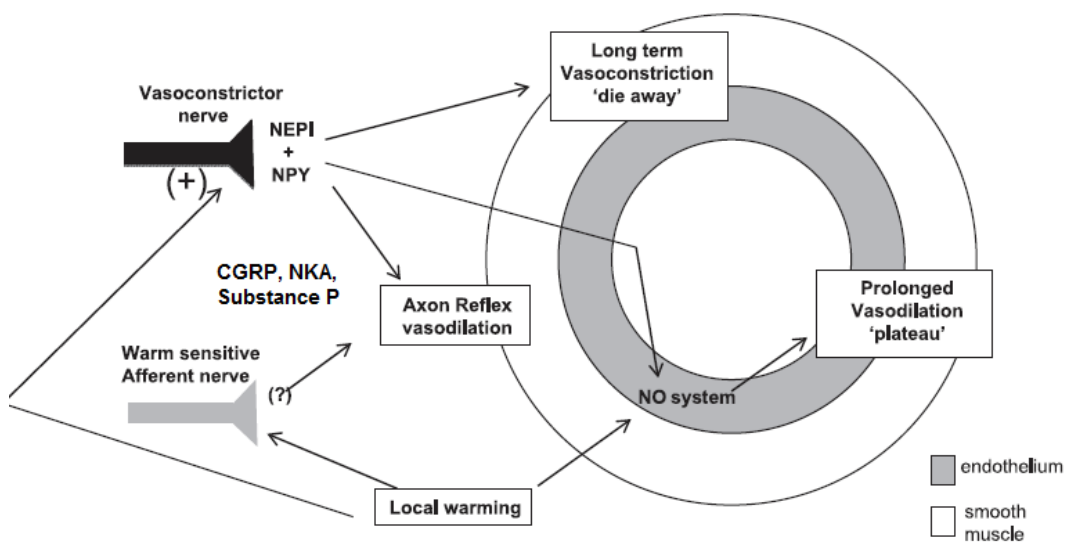 Long term
Vasoconstriction
'die away'
Vasoconstrictor
nerve
NEPI
+
NPY
(+)
CGRP, NKA,
Substance P
Axon Reflex
vasodilation
Prolonged
Vasodilation
'plateau'
Warm sensitive
Afferent nerve
(?)
NO system
Local warming
endothelium
smooth
muscle